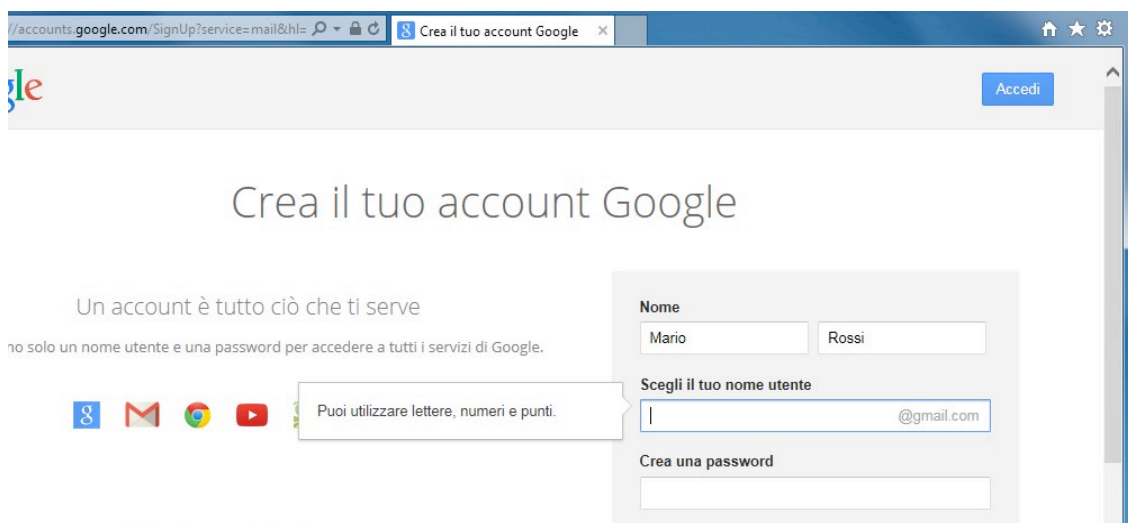 //accounts.google.com/SignUp?service=mail&hl=
Crea il tuo account Google
gle
Accedi
Crea il tuo account Google
Un account è tutto ciò che ti serve
no solo un nome utente e una password per accedere a tutti i servizi di Google.
Nome
Mario Rossi
Scegli il tuo nome utente
Puoi utilizzare lettere, numeri e punti.
@gmail.com
Crea una password